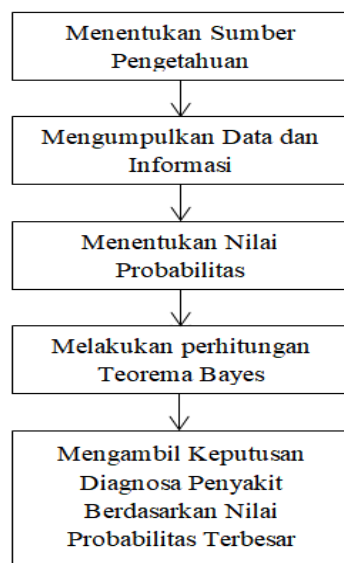 Menentukan Sumber
Pengetahuan
Mengumpulkan Data dan
Informasi
Menentukan Nilai
Probabilitas
Melakukan perhitungan
Teorema Bayes
Mengambil Keputusan
Diagnosa Penyakit
Berdasarkan Nilai
Probabilitas Terbesar